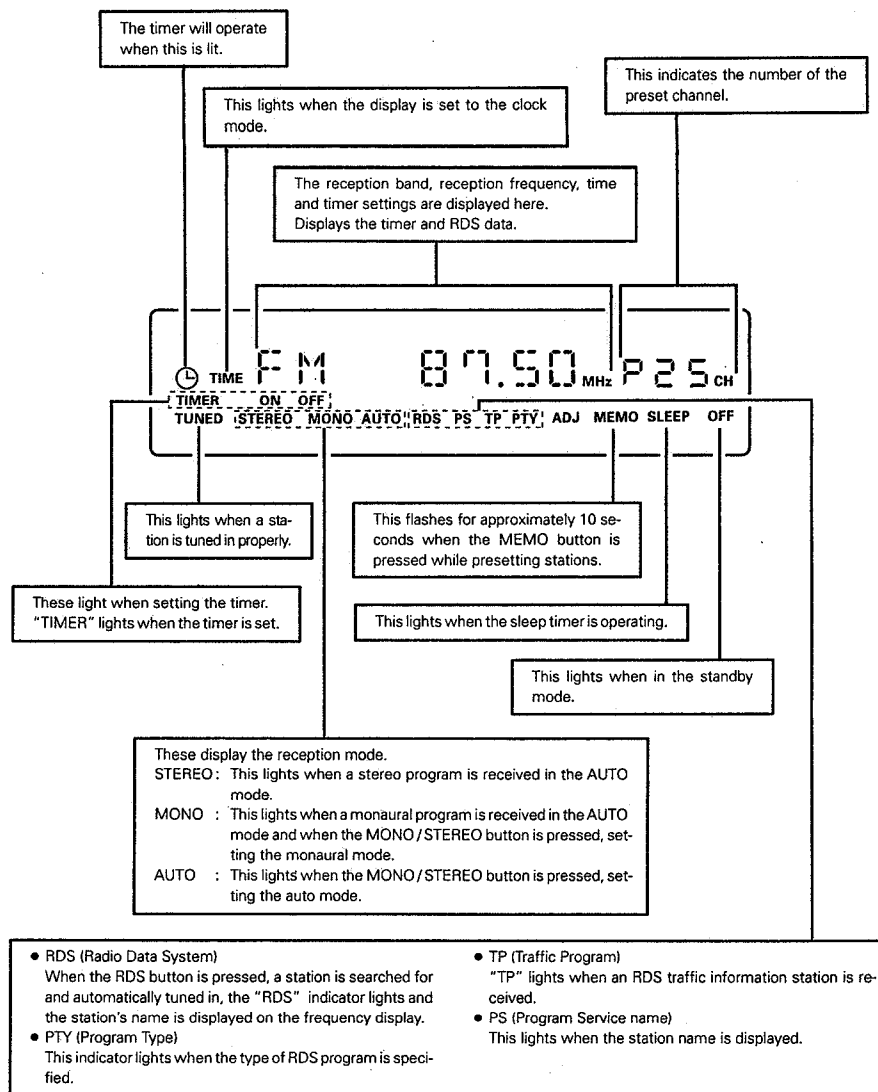 The timer will operate
when this is lit.
This indicates the number of the
preset channel.
This lights when the display is set to the clock
mode.
The reception band, reception frequency, time
and timer settings are displayed here.
Displays the timer and RDS data.
TIME FM 87.50 MHz P25 CH
TIMER ON OFF
TUNED STEREO MONO AUTO RDS PS TP PTY ADJ MEMO SLEEP OFF
This lights when a sta-
tion is tuned in properly.
This flashes for approximately 10 se-
conds when the MEMO button is
pressed while presetting stations.
These light when setting the timer.
"TIMER" lights when the timer is set.
This lights when the sleep timer is operating.
This lights when in the standby
mode.
These display the reception mode.
STEREO: This lights when a stereo program is received in the AUTO
mode.
MONO : This lights when a monaural program is received in the AUTO
mode and when the MONO/STEREO button is pressed, set-
ting the monaural mode.
AUTO : This lights when the MONO/STEREO button is pressed, set-
ting the auto mode.
• RDS (Radio Data System)
When the RDS button is pressed, a station is searched for
and automatically tuned in, the "RDS" indicator lights and
the station's name is displayed on the frequency display.
• PTY (Program Type)
This indicator lights when the type of RDS program is speci-
fied.
• TP (Traffic Program)
"TP" lights when an RDS traffic information station is re-
ceived.
• PS (Program Service name)
This lights when the station name is displayed.